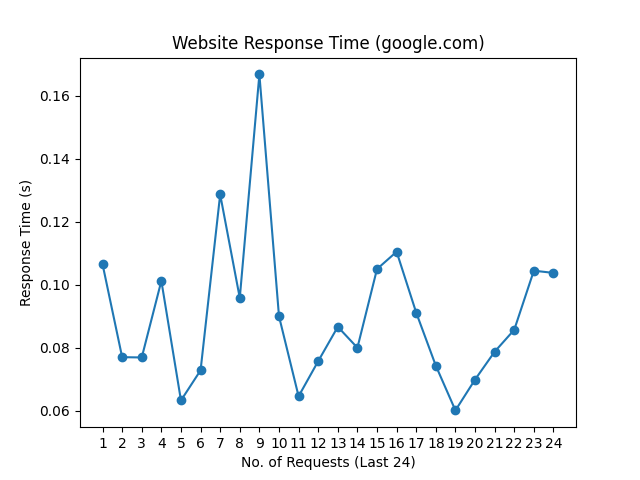 Website Response Time (google.com)
Response Time (s)
0.16
0.14
0.12
0.10
0.08
0.06
1 2 3 4 5 6 7 8 9 10 11 12 13 14 15 16 17 18 19 20 21 22 23 24
No. of Requests (Last 24)